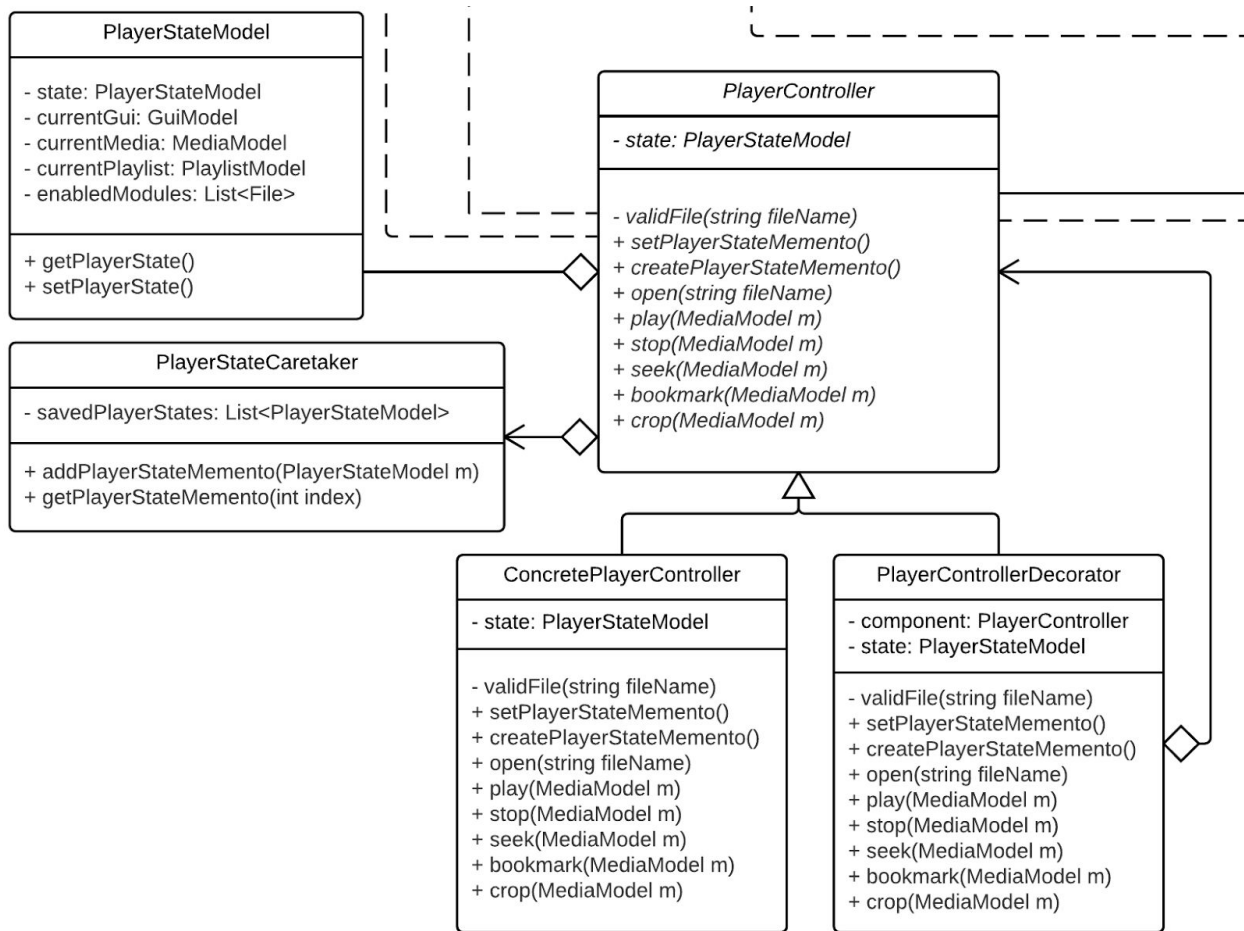 PlayerStateModel
- state: PlayerStateModel
- currentGui: GuiModel
- currentMedia: MediaModel
- currentPlaylist: PlaylistModel
- enabledModules: List<File>
+ getPlayerState()
+ setPlayerState()
PlayerController
- state: PlayerStateModel
- validFile(string fileName)
+ setPlayerStateMemento()
+ createPlayerStateMemento()
+ open(string fileName)
+ play(MediaModel m)
+ stop(MediaModel m)
+ seek(MediaModel m)
+ bookmark(MediaModel m)
+ crop(MediaModel m)
PlayerStateCaretaker
- savedPlayerStates: List<PlayerStateModel>
+ addPlayerStateMemento(PlayerStateModel m)
+ getPlayerStateMemento(int index)
ConcretePlayerController
- state: PlayerStateModel
- validFile(string fileName)
+ setPlayerStateMemento()
+ createPlayerStateMemento()
+ open(string fileName)
+ play(MediaModel m)
+ stop(MediaModel m)
+ seek(MediaModel m)
+ bookmark(MediaModel m)
+ crop(MediaModel m)
PlayerControllerDecorator
- component: PlayerController
- state: PlayerStateModel
- validFile(string fileName)
+ setPlayerStateMemento()
+ createPlayerStateMemento()
+ open(string fileName)
+ play(MediaModel m)
+ stop(MediaModel m)
+ seek(MediaModel m)
+ bookmark(MediaModel m)
+ crop(MediaModel m)